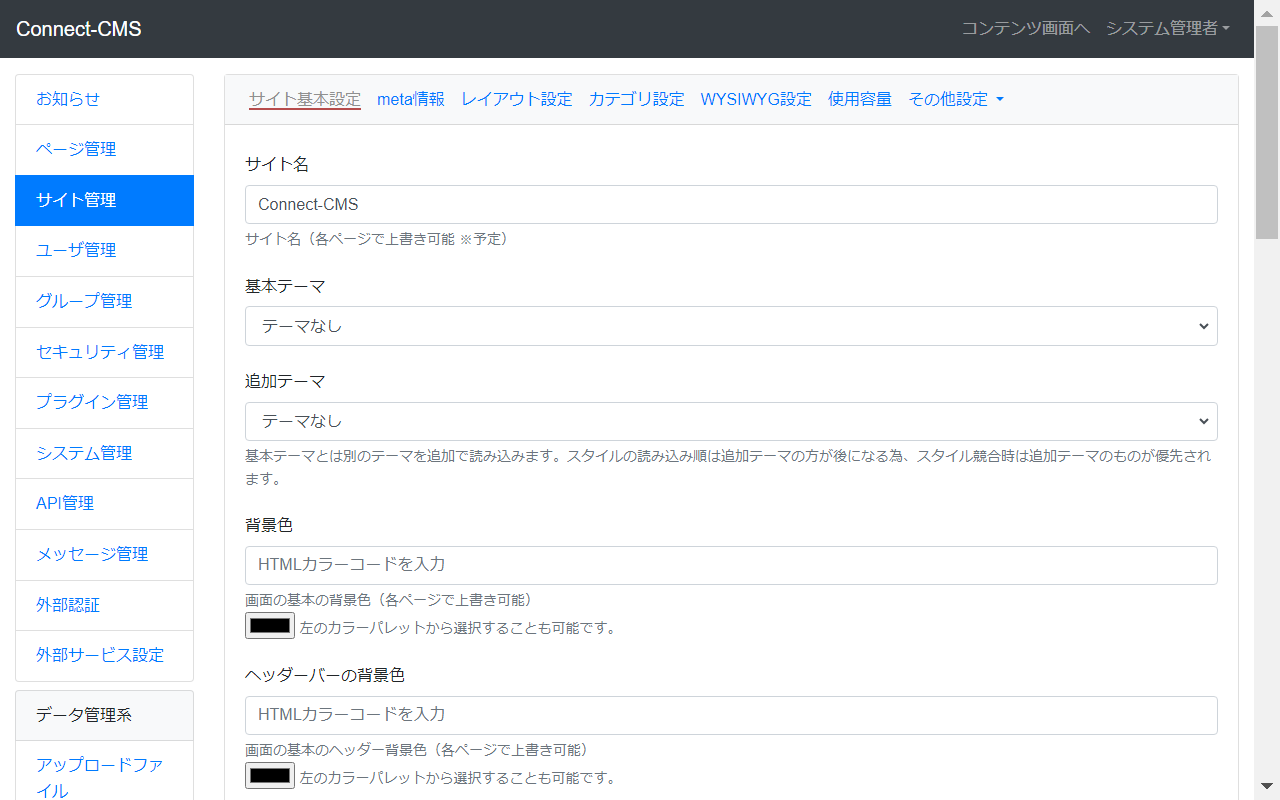 Connect-CMS
コンテンツ画面へ
システム管理者
お知らせ
ページ管理
サイト管理
ユーザ管理
グループ管理
セキュリティ管理
プラグイン管理
システム管理
API管理
メッセージ管理
外部認証
外部サービス設定
データ管理系
アップロードファ
イル
サイト基本設定
meta情報
レイアウト設定
カテゴリ設定
WYSIWYG設定
使用容量
その他設定
サイト名
Connect-CMS
サイト名（各ページで上書き可能 ※予定）
基本テーマ
テーマなし
追加テーマ
テーマなし
基本テーマとは別のテーマを追加で読み込みます。スタイルの読み込み順は追加テーマの方が後になる為、スタイル競合時は追加テーマのものが優先され
ます。
背景色
HTMLカラーコードを入力
画面の基本の背景色（各ページで上書き可能）
左のカラーパレットから選択することも可能です。
ヘッダーバーの背景色
HTMLカラーコードを入力
画面の基本のヘッダー背景色（各ページで上書き可能）
左のカラーパレットから選択することも可能です。